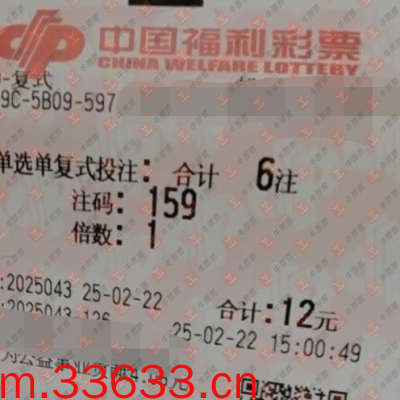 中国福利彩票
CHINA WELFARE LOTTERY
-复式
9C-5B09-597
单选单复式投注：合计 6注
注码：159
倍数：1
:2025043 25-02-22 合计：12元
:2025043-126 25-02-22 15:00:49
m.33633.cn